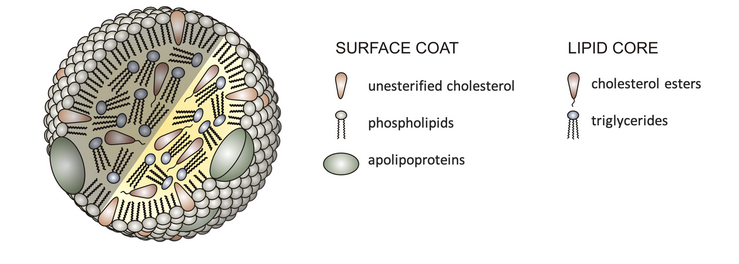 SURFACE COAT
unesterified cholesterol
phospholipids
apolipoproteins
LIPID CORE
cholesterol esters
triglycerides